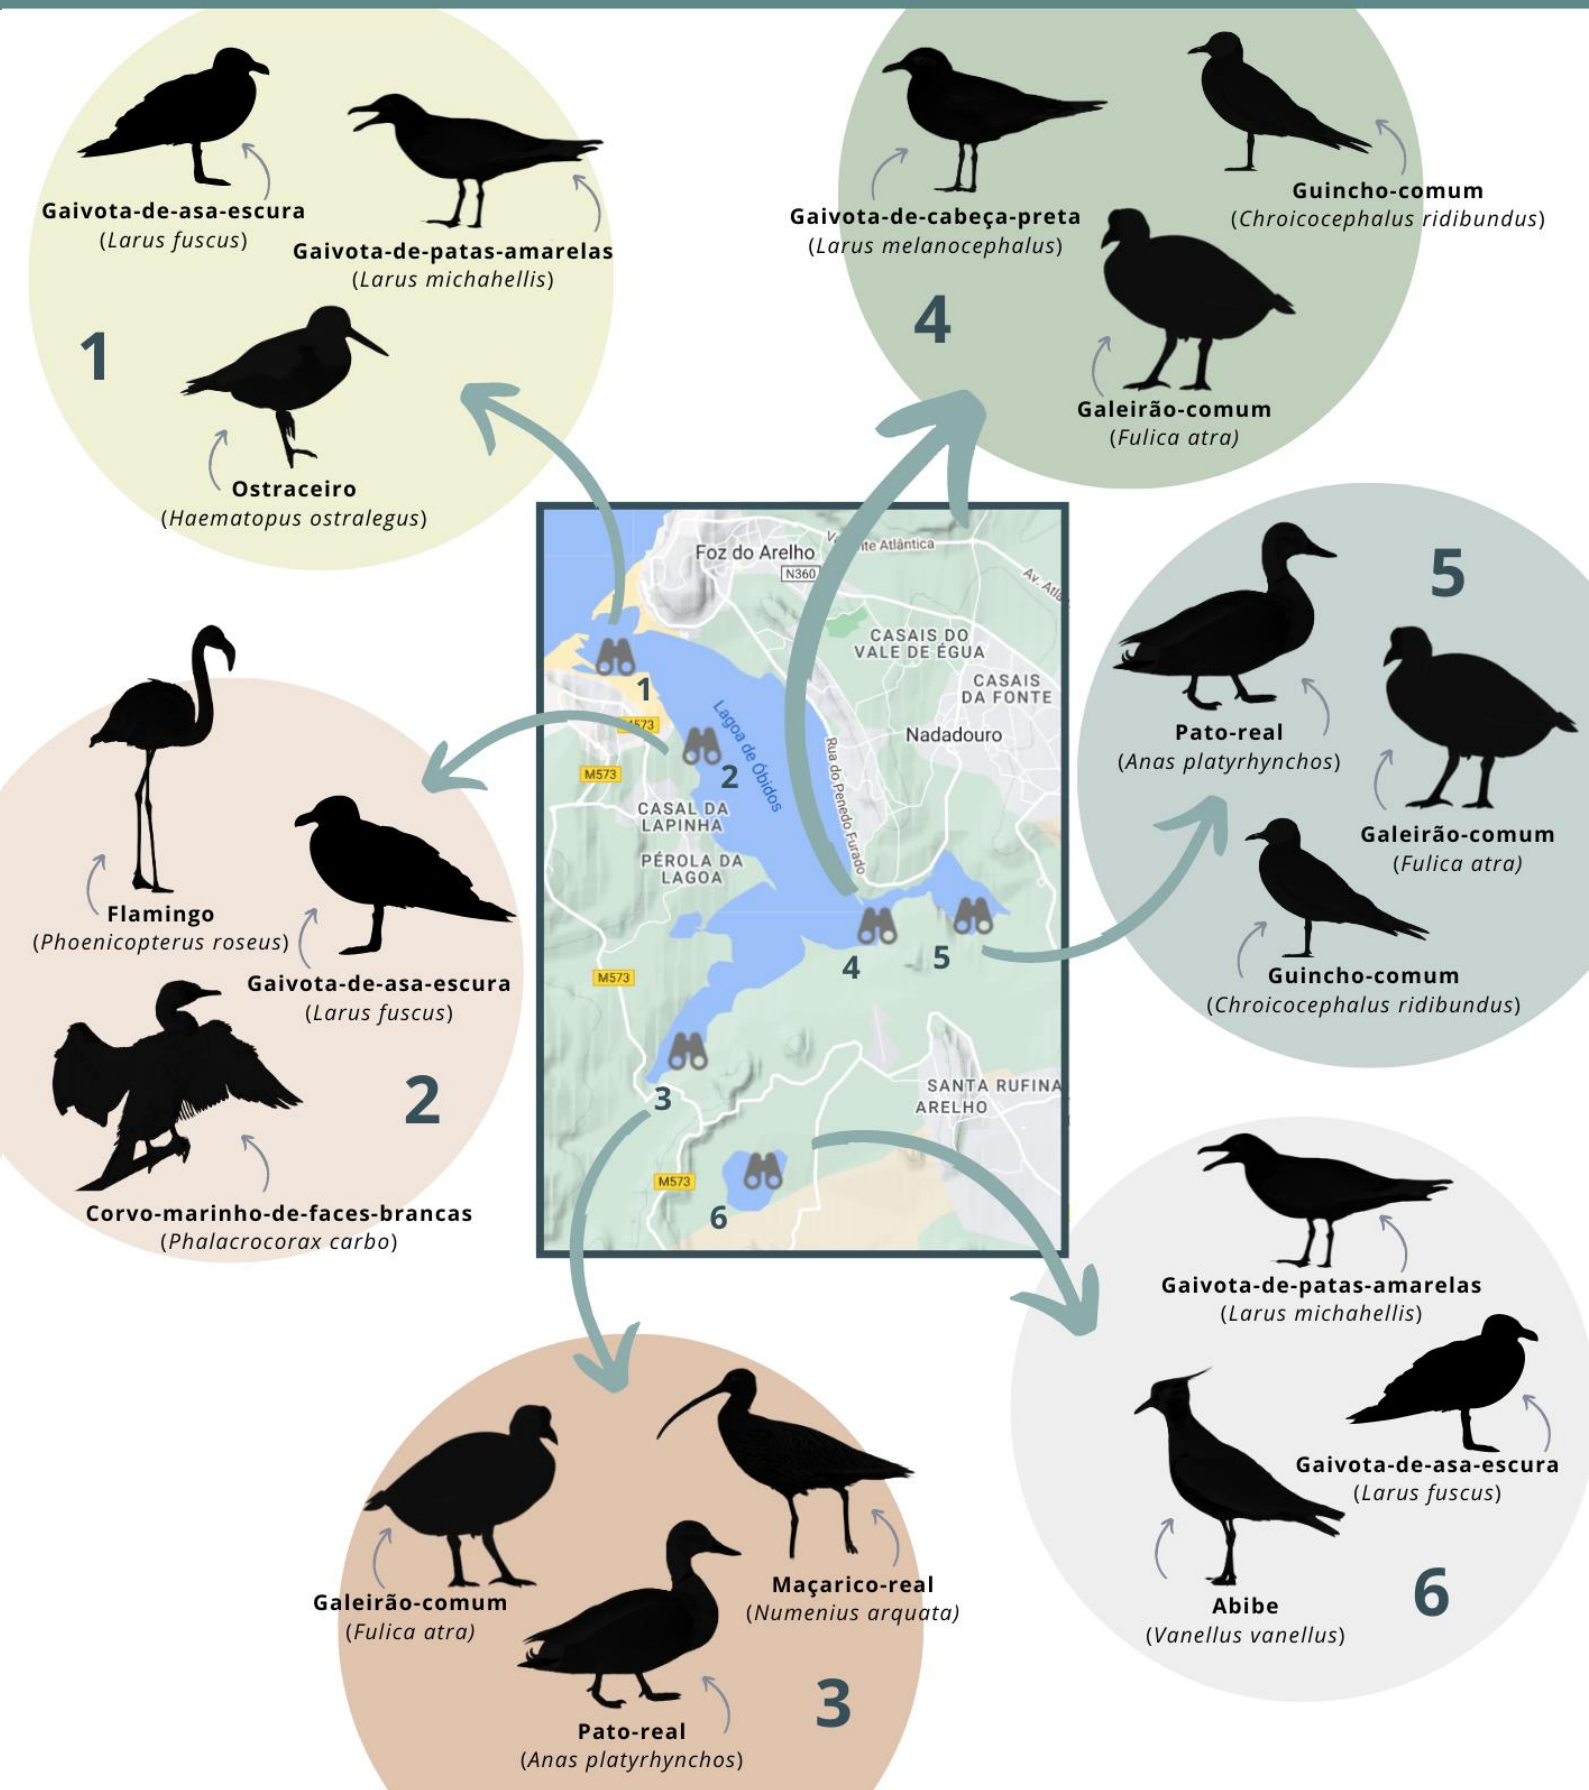 Gaivota-de-asa-escura
(Larus fuscus)
Gaivota-de-patas-amarelas
(Larus michahellis)
1
Ostraceiro
(Haematopus ostralegus)
Gaivota-de-cabeça-preta
(Larus melanocephalus)
Guincho-comum
(Chroicocephalus ridibundus)
4
Galeirão-comum
(Fulica atra)
Foz do Arelho
N360
Atlântica
Av.
CASAIS DO
VALE DE ÉGUA
CASAIS
DA FONTE
1
M573
Lagoa de Óbidos
Nadadouro
2
M573
Rua do Penedo Furado
CASAL DA
LAPINHA
PÉROLA DA
LAGOA
4
5
M573
3
SANTA RUFINA
ARELHO
M573
6
5
Pato-real
(Anas platyrhynchos)
Galeirão-comum
(Fulica atra)
Guincho-comum
(Chroicocephalus ridibundus)
Flamingo
(Phoenicopterus roseus)
Gaivota-de-asa-escura
(Larus fuscus)
2
Corvo-marinho-de-faces-brancas
(Phalacrocorax carbo)
Gaivota-de-patas-amarelas
(Larus michahellis)
Gaivota-de-asa-escura
(Larus fuscus)
Abibe
(Vanellus vanellus)
6
Galeirão-comum
(Fulica atra)
Maçarico-real
(Numenius arquata)
3
Pato-real
(Anas platyrhynchos)